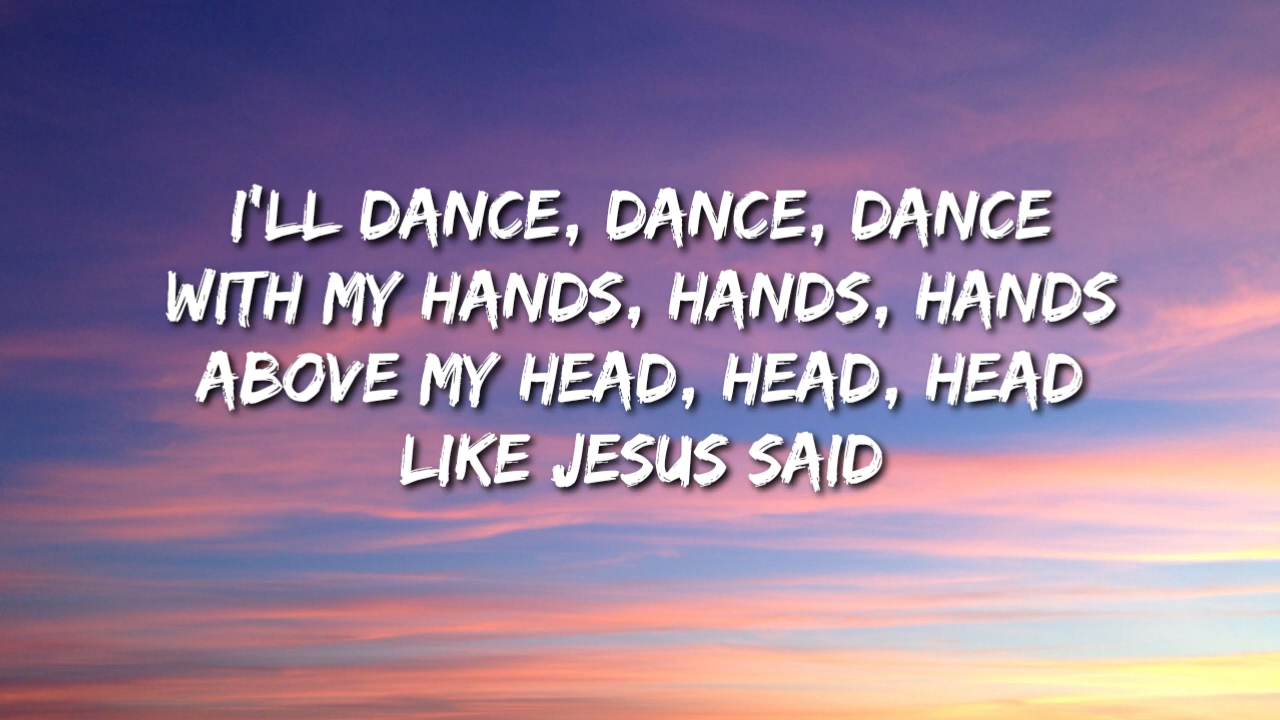 I'LL DANCE, DANCE, DANCE
WITH MY HANDS, HANDS, HANDS
ABOVE MY HEAD, HEAD, HEAD
LIKE JESUS SAID